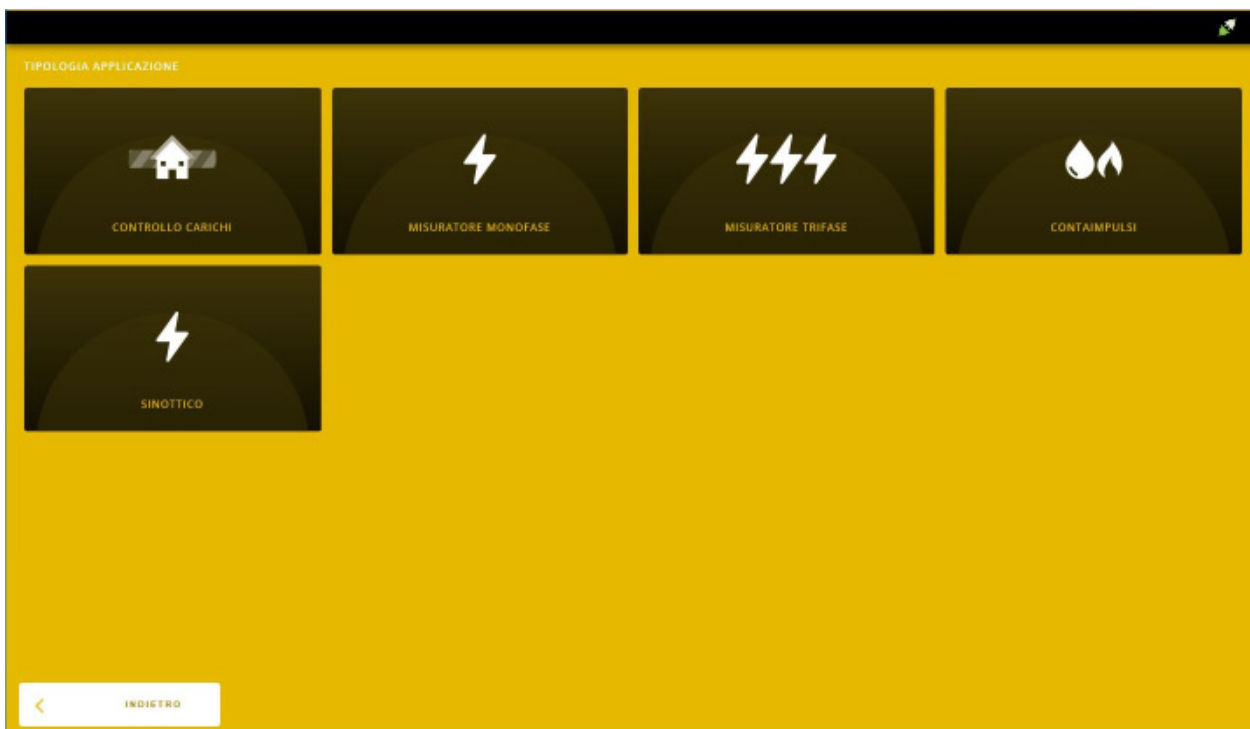 TIPOLOGIA APPLICAZIONE
CONTROLLO CARICHI
MISURATORE MONOFASE
MISURATORE TRIFASE
CONTAIMPULSI
SINOTTICO
INDIETRO